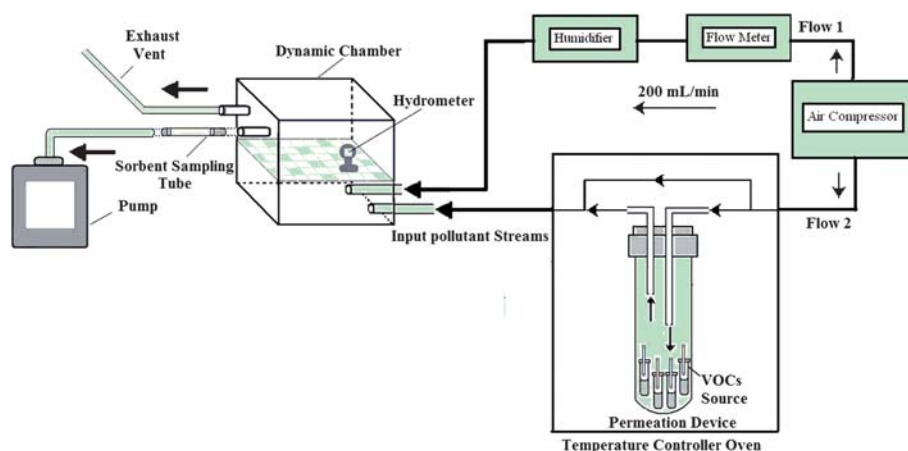 Exhaust
Vent
Dynamic Chamber
Hydrometer
Sorbent Sampling
Tube
Pump
Input pollutant Streams
Humidifier
Flow Meter
Flow 1
200 mL/min
Air Compressor
Flow 2
VOCs
Source
Permeation Device
Temperature Controller Oven